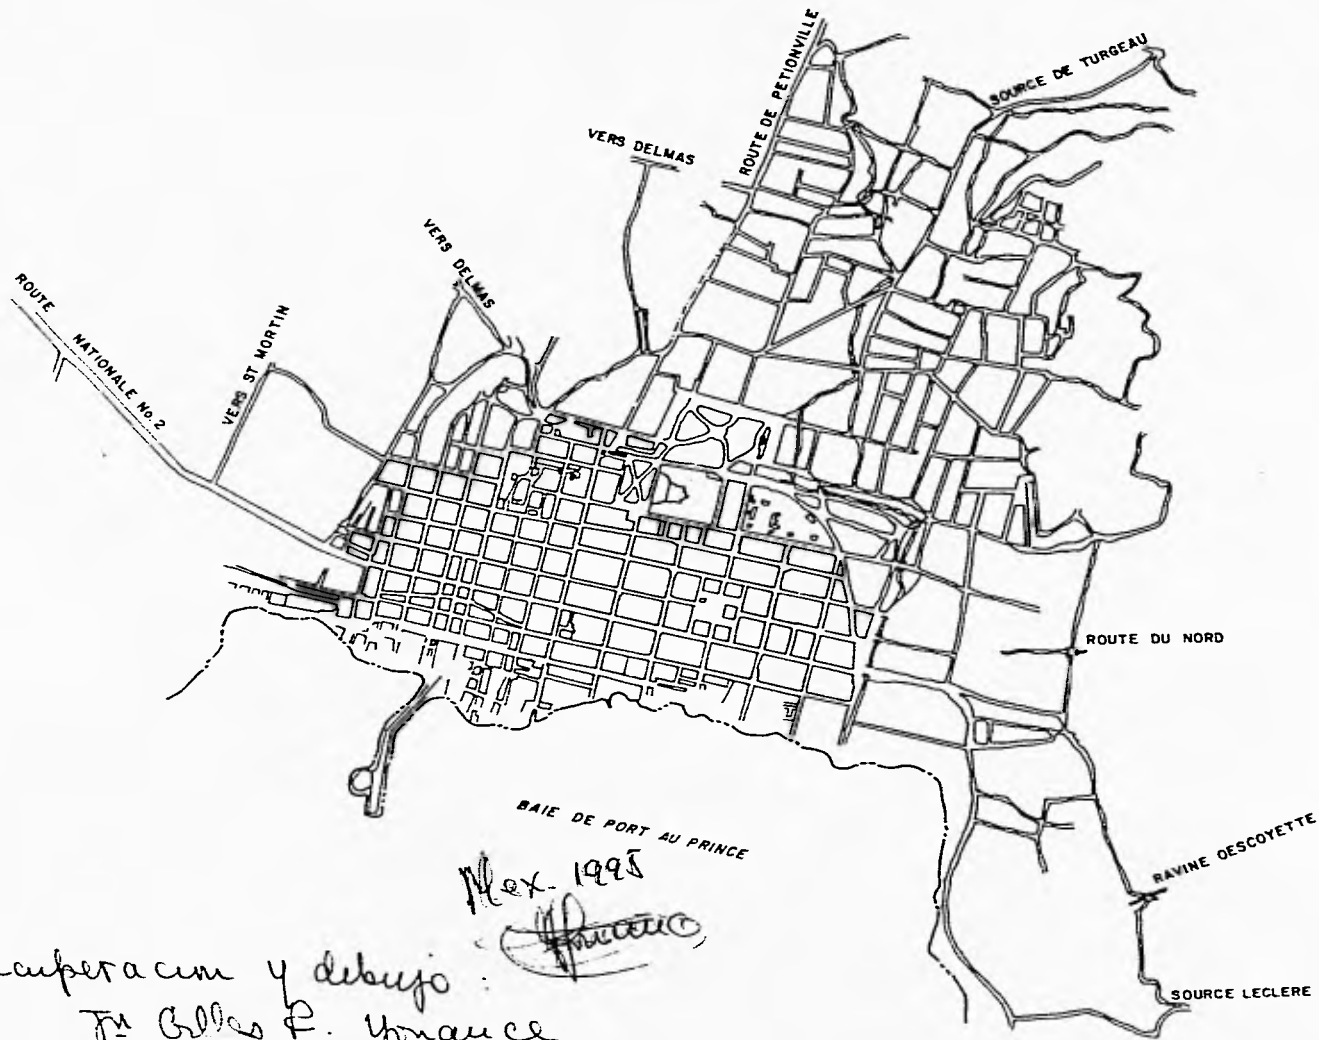 ROUTE DE PETIONVILLE
SOURCE DE TURGEAU
VERS DELMAS
VERS DELMAS
ROUTE NATIONALE No. 2
VERS ST MORTIN
ROUTE DU NORD
BAIE DE PORT AU PRINCE
RAVINE OESCOYETTE
SOURCE LECLERE
Mex. 1995
y dibujo :